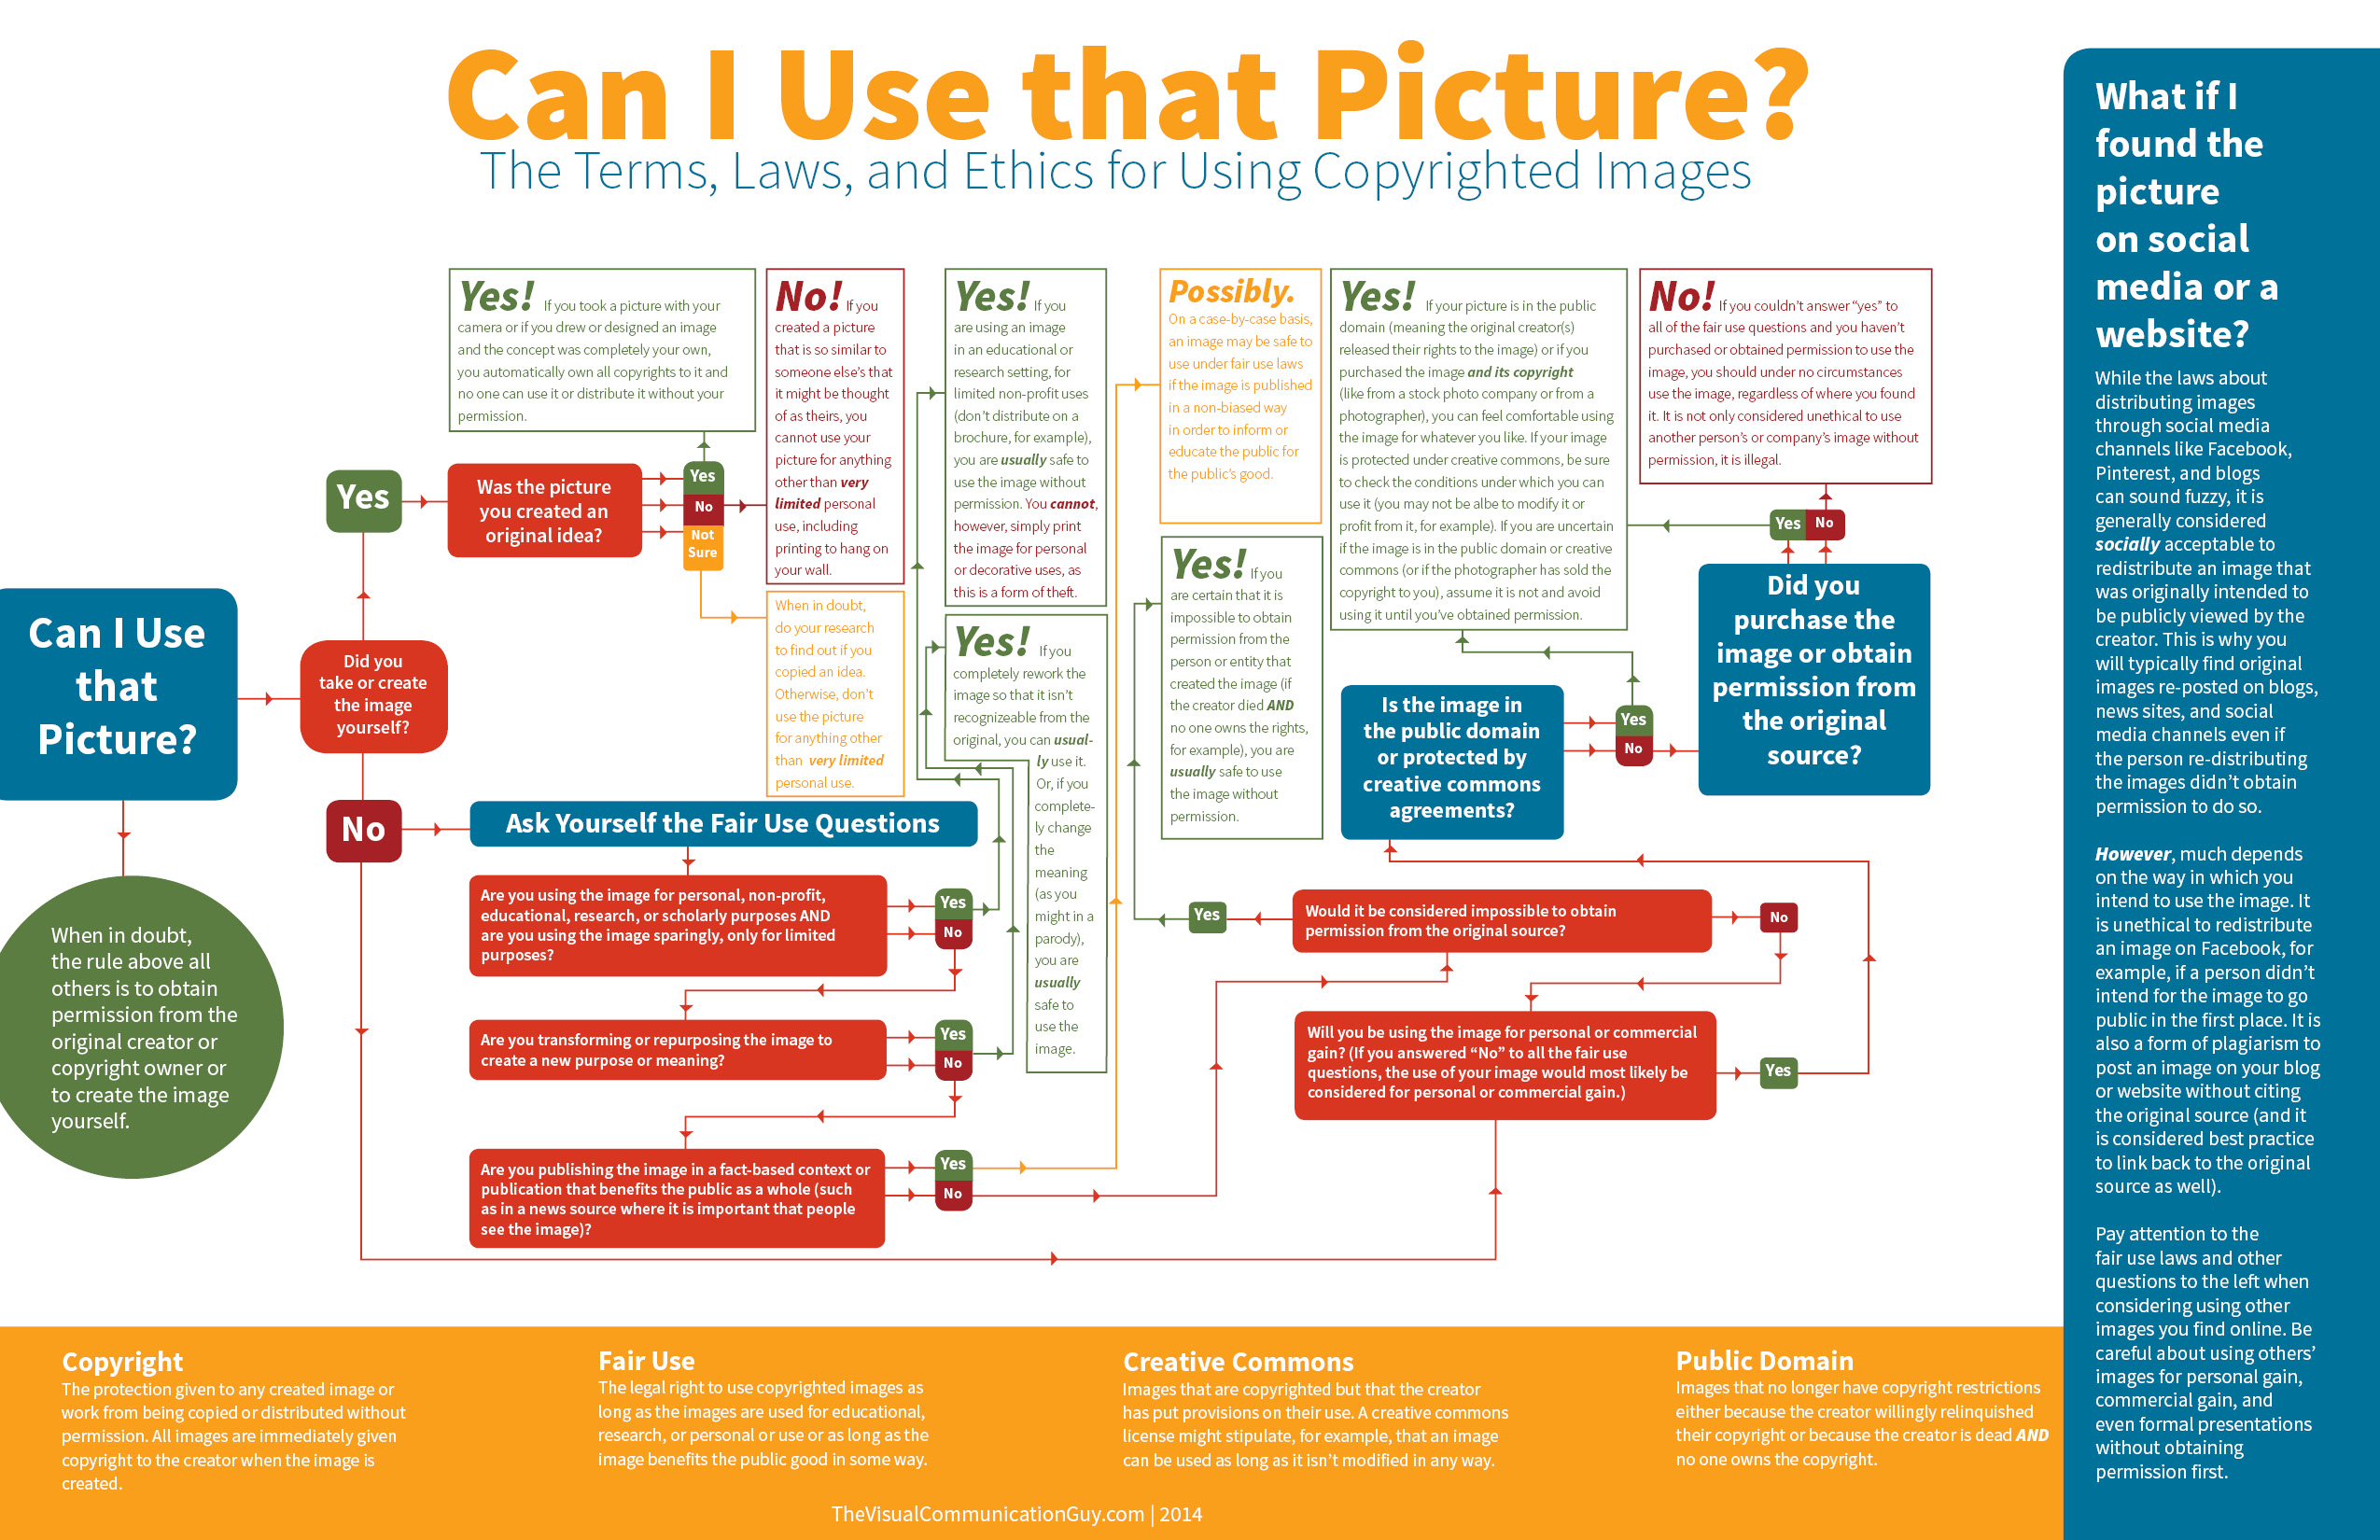 Can I Use that Picture?
The Terms, Laws, and Ethics for Using Copyrighted Images
Can I Use
that
Picture?
When in doubt,
the rule above all
others is to obtain
permission from the
original creator or
copyright owner or
to create the image
yourself.
Did you
take or create
the image
yourself?
Yes
Was the picture
you created an
original idea?
Yes
No
Not
Sure
Yes! If you took a picture with your
camera or if you drew or designed an image
and the concept was completely your own,
you automatically own all copyrights to it and
no one can use it or distribute it without your
permission.
No! If you
created a picture
that is so similar to
someone else's that
it might be thought
of as theirs, you
cannot use your
picture for anything
other than very
limited personal
use, including
printing to hang on
your wall.
When in doubt,
do your research
to find out if you
copied an idea.
Otherwise, don't
use the picture
for anything other
than very limited
personal use.
No
Ask Yourself the Fair Use Questions
Are you using the image for personal, non-profit,
educational, research, or scholarly purposes AND
are you using the image sparingly, only for limited
purposes?
Yes
No
Are you transforming or repurposing the image to
create a new purpose or meaning?
Yes
No
Are you publishing the image in a fact-based context or
publication that benefits the public as a whole (such
as in a news source where it is important that people
see the image)?
Yes
No
Yes! If you
are using an image
in an educational or
research setting, for
limited non-profit uses
(don't distribute on a
brochure, for example),
you are usually safe to
use the image without
permission. You cannot,
however, simply print
the image for personal
or decorative uses, as
this is a form of theft.
Yes! If you
completely rework the
image so that it isn't
recognizeable from the
original, you can usual-
ly use it.
Or, if you
complete-
ly change
the
meaning
(as you
might in a
parody),
you are
usually
safe to
use the
image.
Possibly.
On a case-by-case basis,
an image may be safe to
use under fair use laws
if the image is published
in a non-biased way
in order to inform or
educate the public for
the public's good.
Yes! If you
are certain that it is
impossible to obtain
permission from the
person or entity that
created the image (if
the creator died AND
no one owns the rights,
for example), you are
usually safe to use
the image without
permission.
Yes
Would it be considered impossible to obtain
permission from the original source?
No
Will you be using the image for personal or commercial
gain? (If you answered “No” to all the fair use
questions, the use of your image would most likely be
considered for personal or commercial gain.)
Yes
Is the image in
the public domain
or protected by
creative commons
agreements?
Yes
No
Yes! If your picture is in the public
domain (meaning the original creator(s)
released their rights to the image) or if you
purchased the image and its copyright
(like from a stock photo company or from a
photographer), you can feel comfortable using
the image for whatever you like. If your image
is protected under creative commons, be sure
to check the conditions under which you can
use it (you may not be albe to modify it or
profit from it, for example). If you are uncertain
if the image is in the public domain or creative
commons (or if the photographer has sold the
copyright to you), assume it is not and avoid
using it until you've obtained permission.
Did you
purchase the
image or obtain
permission from
the original
source?
Yes
No
No! If you couldn't answer “yes” to
all of the fair use questions and you haven't
purchased or obtained permission to use the
image, you should under no circumstances
use the image, regardless of where you found
it. It is not only considered unethical to use
another person's or company's image without
permission, it is illegal.
What if I
found the
picture
on social
media or a
website?
While the laws about
distributing images
through social media
channels like Facebook,
Pinterest, and blogs
can sound fuzzy, it is
generally considered
socially acceptable to
redistribute an image that
was originally intended to
be publicly viewed by the
creator. This is why you
will typically find original
images re-posted on blogs,
news sites, and social
media channels even if
the person re-distributing
the images didn't obtain
permission to do so.
However, much depends
on the way in which you
intend to use the image. It
is unethical to redistribute
an image on Facebook, for
example, if a person didn't
intend for the image to go
public in the first place. It is
also a form of plagiarism to
post an image on your blog
or website without citing
the original source (and it
is considered best practice
to link back to the original
source as well).
Pay attention to the
fair use laws and other
questions to the left when
considering using other
images you find online. Be
careful about using others'
images for personal gain,
commercial gain, and
even formal presentations
without obtaining
permission first.
Copyright
The protection given to any created image or
work from being copied or distributed without
permission. All images are immediately given
copyright to the creator when the image is
created.
Fair Use
The legal right to use copyrighted images as
long as the images are used for educational,
research, or personal or use or as long as the
image benefits the public good in some way.
Creative Commons
Images that are copyrighted but that the creator
has put provisions on their use. A creative commons
license might stipulate, for example, that an image
can be used as long as it isn't modified in any way.
Public Domain
Images that no longer have copyright restrictions
either because the creator willingly relinquished
their copyright or because the creator is dead AND
no one owns the copyright.
TheVisualCommunicationGuy.com | 2014